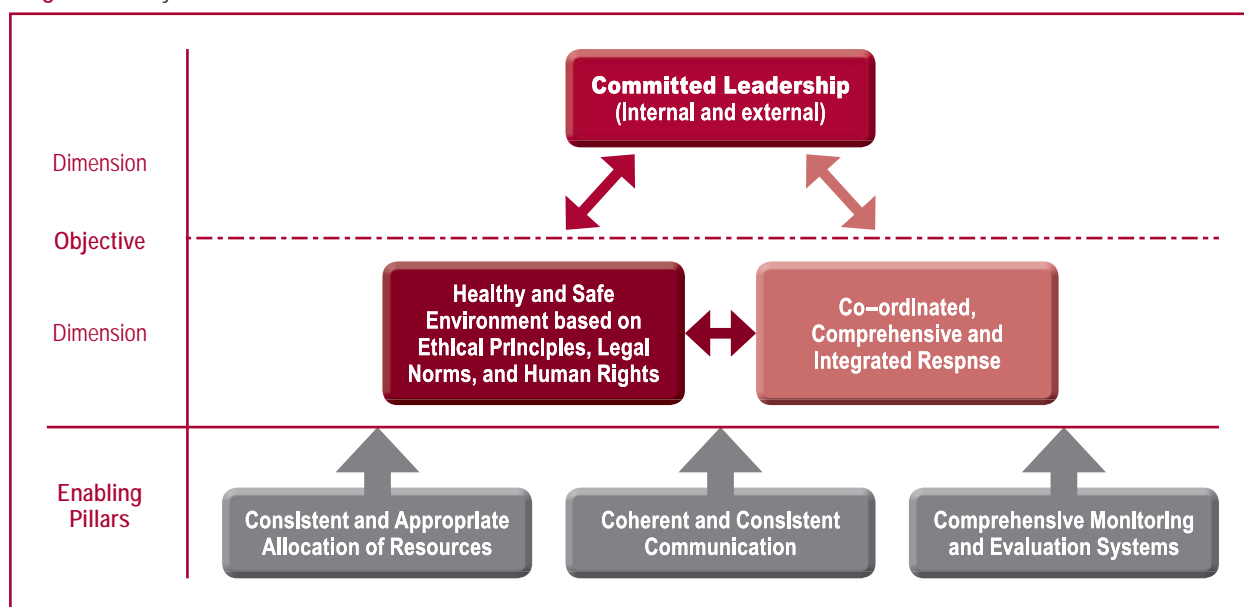 Committed Leadership
(Internal and external)
Dimension
Objective
Dimension
Healthy and Safe
Environment based on
Ethical Principles, Legal
Norms, and Human Rights
Co–ordinated,
Comprehensive and
Integrated Respnse
Enabling
Pillars
Consistent and Appropriate
Allocation of Resources
Coherent and Consistent
Communication
Comprehensive Monitoring
and Evaluation Systems